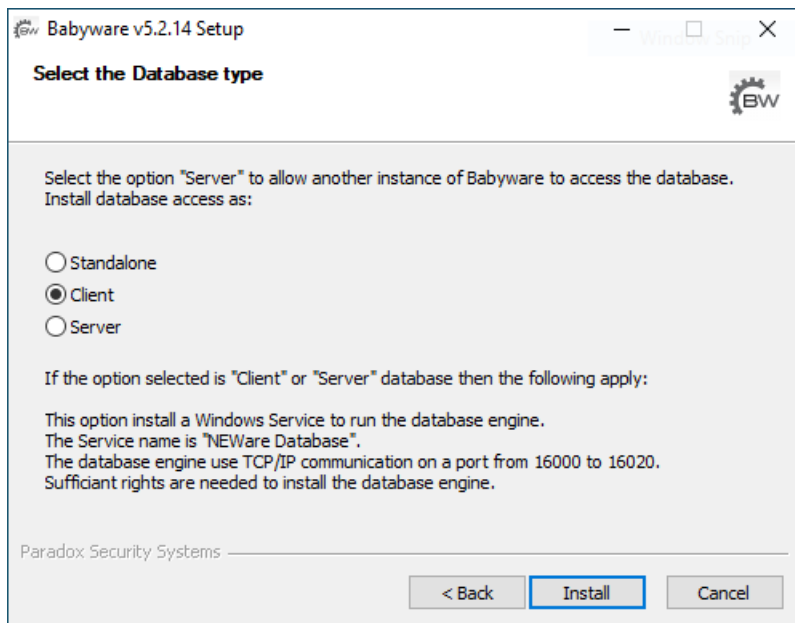 Babyware v5.2.14 Setup
Window Snip
Select the Database type
BW
Select the option "Server" to allow another instance of Babyware to access the database.
Install database access as:
Standalone
Client
Server
If the option selected is "Client" or "Server" database then the following apply:
This option install a Windows Service to run the database engine.
The Service name is "NEWare Database".
The database engine use TCP/IP communication on a port from 16000 to 16020.
Sufficiant rights are needed to install the database engine.
Paradox Security Systems
< Back
Install
Cancel